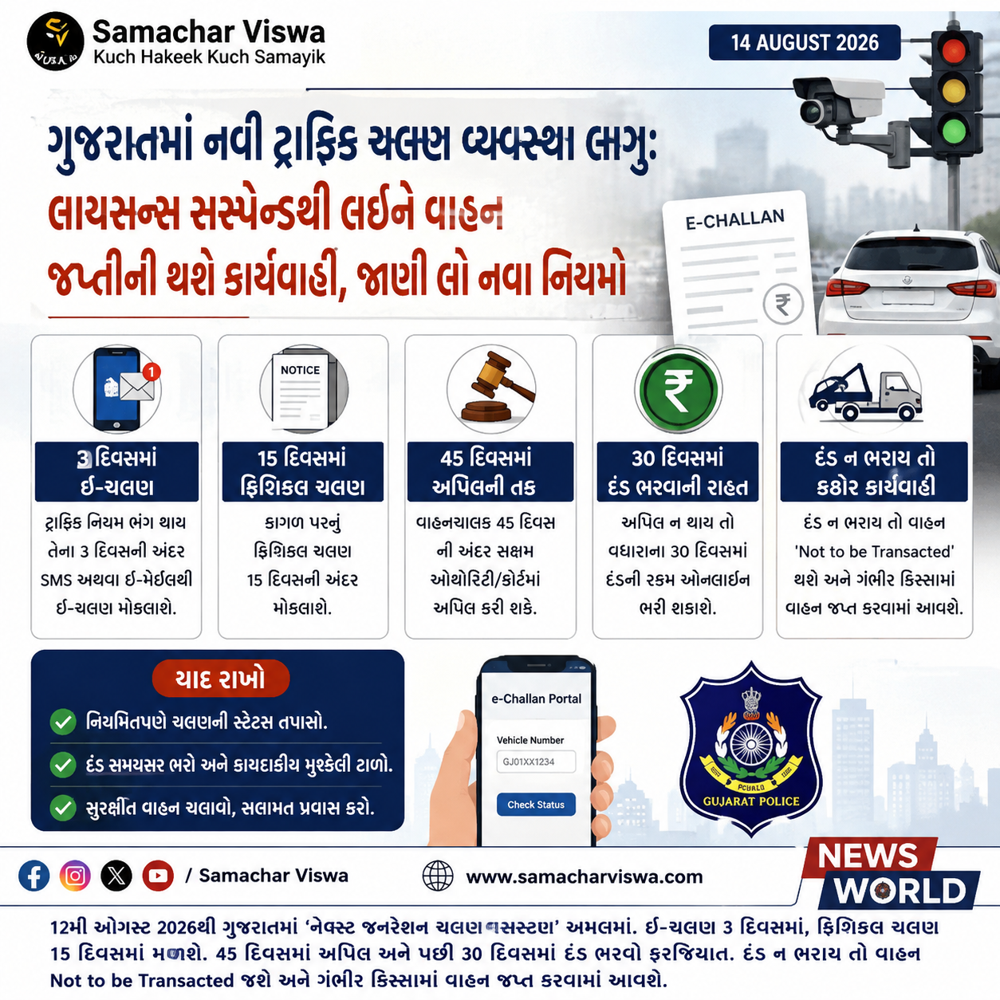 Samachar Viswa
Kuch Hakeek Kuch Samayik
14 AUGUST 2026
ગુજરાતમાં નવી ટ્રાફિક ચલણ વ્યવસ્થા લાગુ:
લાયસન્સ સસ્પેન્ડથી લઈને વાહન
જપ્તીની થશે કાર્યવાહી, જાણી લો નવા નિયમો
E-CHALLAN
₹
1
3 દિવસમાં
ઈ-ચલણ
ટ્રાફિક નિયમ ભંગ થાય
તેના 3 દિવસની અંદર
SMS અથવા ઈ-મેઈલથી
ઈ-ચલણ મોકલાશે.
NOTICE
15 દિવસમાં
ફિશિકલ ચલણ
કાગળ પરનું
ફિશિકલ ચલણ
15 દિવસની અંદર
મોકલાશે.
45 દિવસમાં
અપિલની તક
વાહનચાલક 45 દિવસ
ની અંદર સક્ષમ
ઓથોરિટી/કોર્ટમાં
અપિલ કરી શકે.
₹
30 દિવસમાં
દંડ ભરવાની રાહત
અપિલ ન થાય તો
વધારાના 30 દિવસમાં
દંડની રકમ ઓનલાઈન
ભરી શકાશે.
દંડ ન ભરાય તો
કઠોર કાર્યવાહી
દંડ ન ભરાય તો વાહન
'Not to be Transacted'
થશે અને ગંભીર કિસ્સામાં
વાહન જપ્ત કરવામાં આવશે.
યાદ રાખો
નિયમિતપણે ચલણની સ્ટેટસ તપાસો.
દંડ સમયસર ભરો અને કાયદાકીય મુશ્કેલી ટાળો.
સુરક્ષીત વાહન ચલાવો, સલામત પ્રવાસ કરો.
e-Challan Portal
Vehicle Number
GJ01XX1234
Check Status
GUJARAT POLICE
/ Samachar Viswa
www.samacharviswa.com
NEWS
WORLD
12મી ઓગસ્ટ 2026થી ગુજરાતમાં ‘નેક્સ્ટ જનરેશન ચલણ અમલમાં. ઈ-ચલણ 3 દિવસમાં, ફિશિકલ ચલણ
15 દિવસમાં 45 દિવસમાં અપિલ અને પછી 30 દિવસમાં દંડ ભરવો ફરજિયાત. દંડ ન ભરાય તો વાહન
Not to be Transacted જશે અને ગંભીર કિસ્સામાં વાહન જપ્ત કરવામાં આવશે.